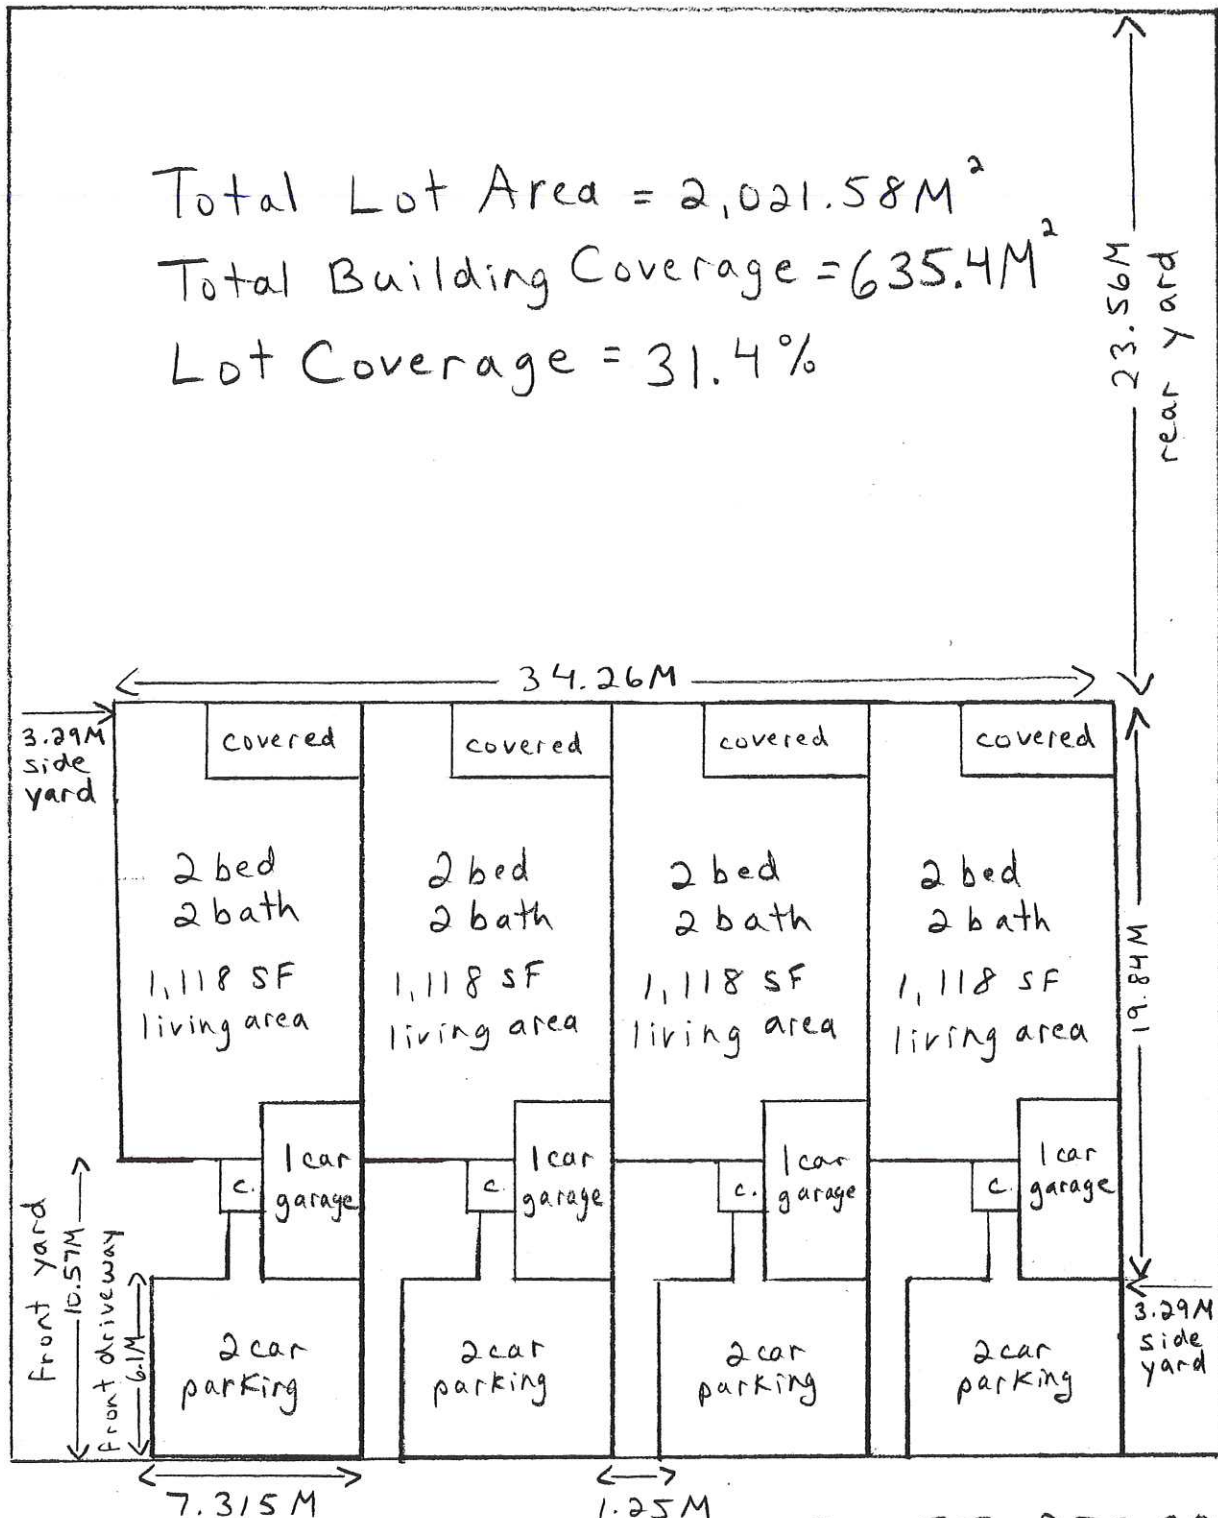 Total Lot Area = 2,021.58M²
Total Building Coverage = 635.4M²
Lot Coverage = 31.4%
23.56M
rear yard
34.26M
3.29M
side
yard
covered
covered
covered
covered
2 bed
2 bath
1,118 SF
living area
2 bed
2 bath
1,118 SF
living area
2 bed
2 bath
1,118 SF
living area
2 bed
2 bath
1,118 SF
living area
19.84M
1 car
garage
1 car
garage
1 car
garage
1 car
garage
c.
c.
c.
c.
front yard
10.57M
front driveway
6.1M
2 car
parking
2 car
parking
2 car
parking
2 car
parking
3.29M
side
yard
7.315M
1.25M